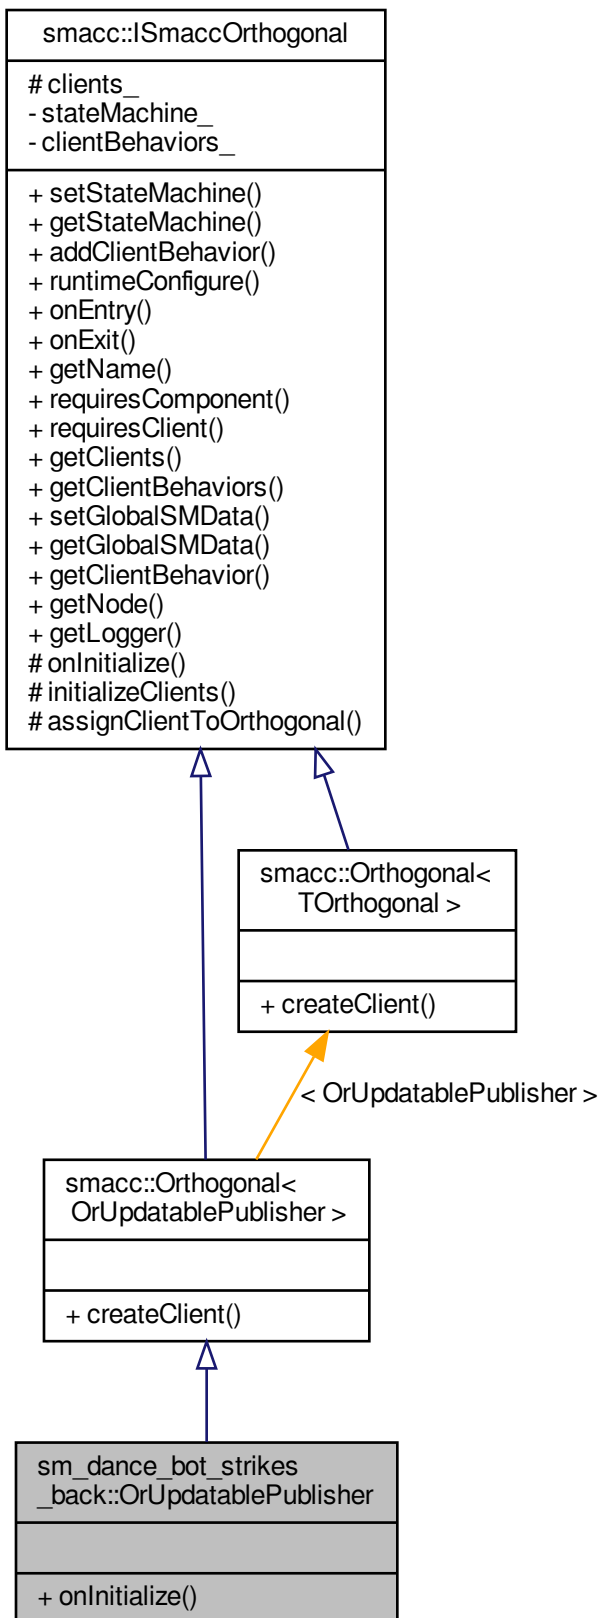 smacc::ISmaccOrthogonal
# clients_
- stateMachine_
- clientBehaviors_
+ setStateMachine()
+ getStateMachine()
+ addClientBehavior()
+ runtimeConfigure()
+ onEntry()
+ onExit()
+ getName()
+ requiresComponent()
+ requiresClient()
+ getClients()
+ getClientBehaviors()
+ setGlobalSMData()
+ getGlobalSMData()
+ getClientBehavior()
+ getNode()
+ getLogger()
# onInitialize()
# initializeClients()
# assignClientToOrthogonal()
smacc::Orthogonal<
TOrthogonal >
+ createClient()
< OrUpdatablePublisher >
smacc::Orthogonal<
OrUpdatablePublisher >
+ createClient()
sm_dance_bot_strikes
_back::OrUpdatablePublisher
+ onInitialize()